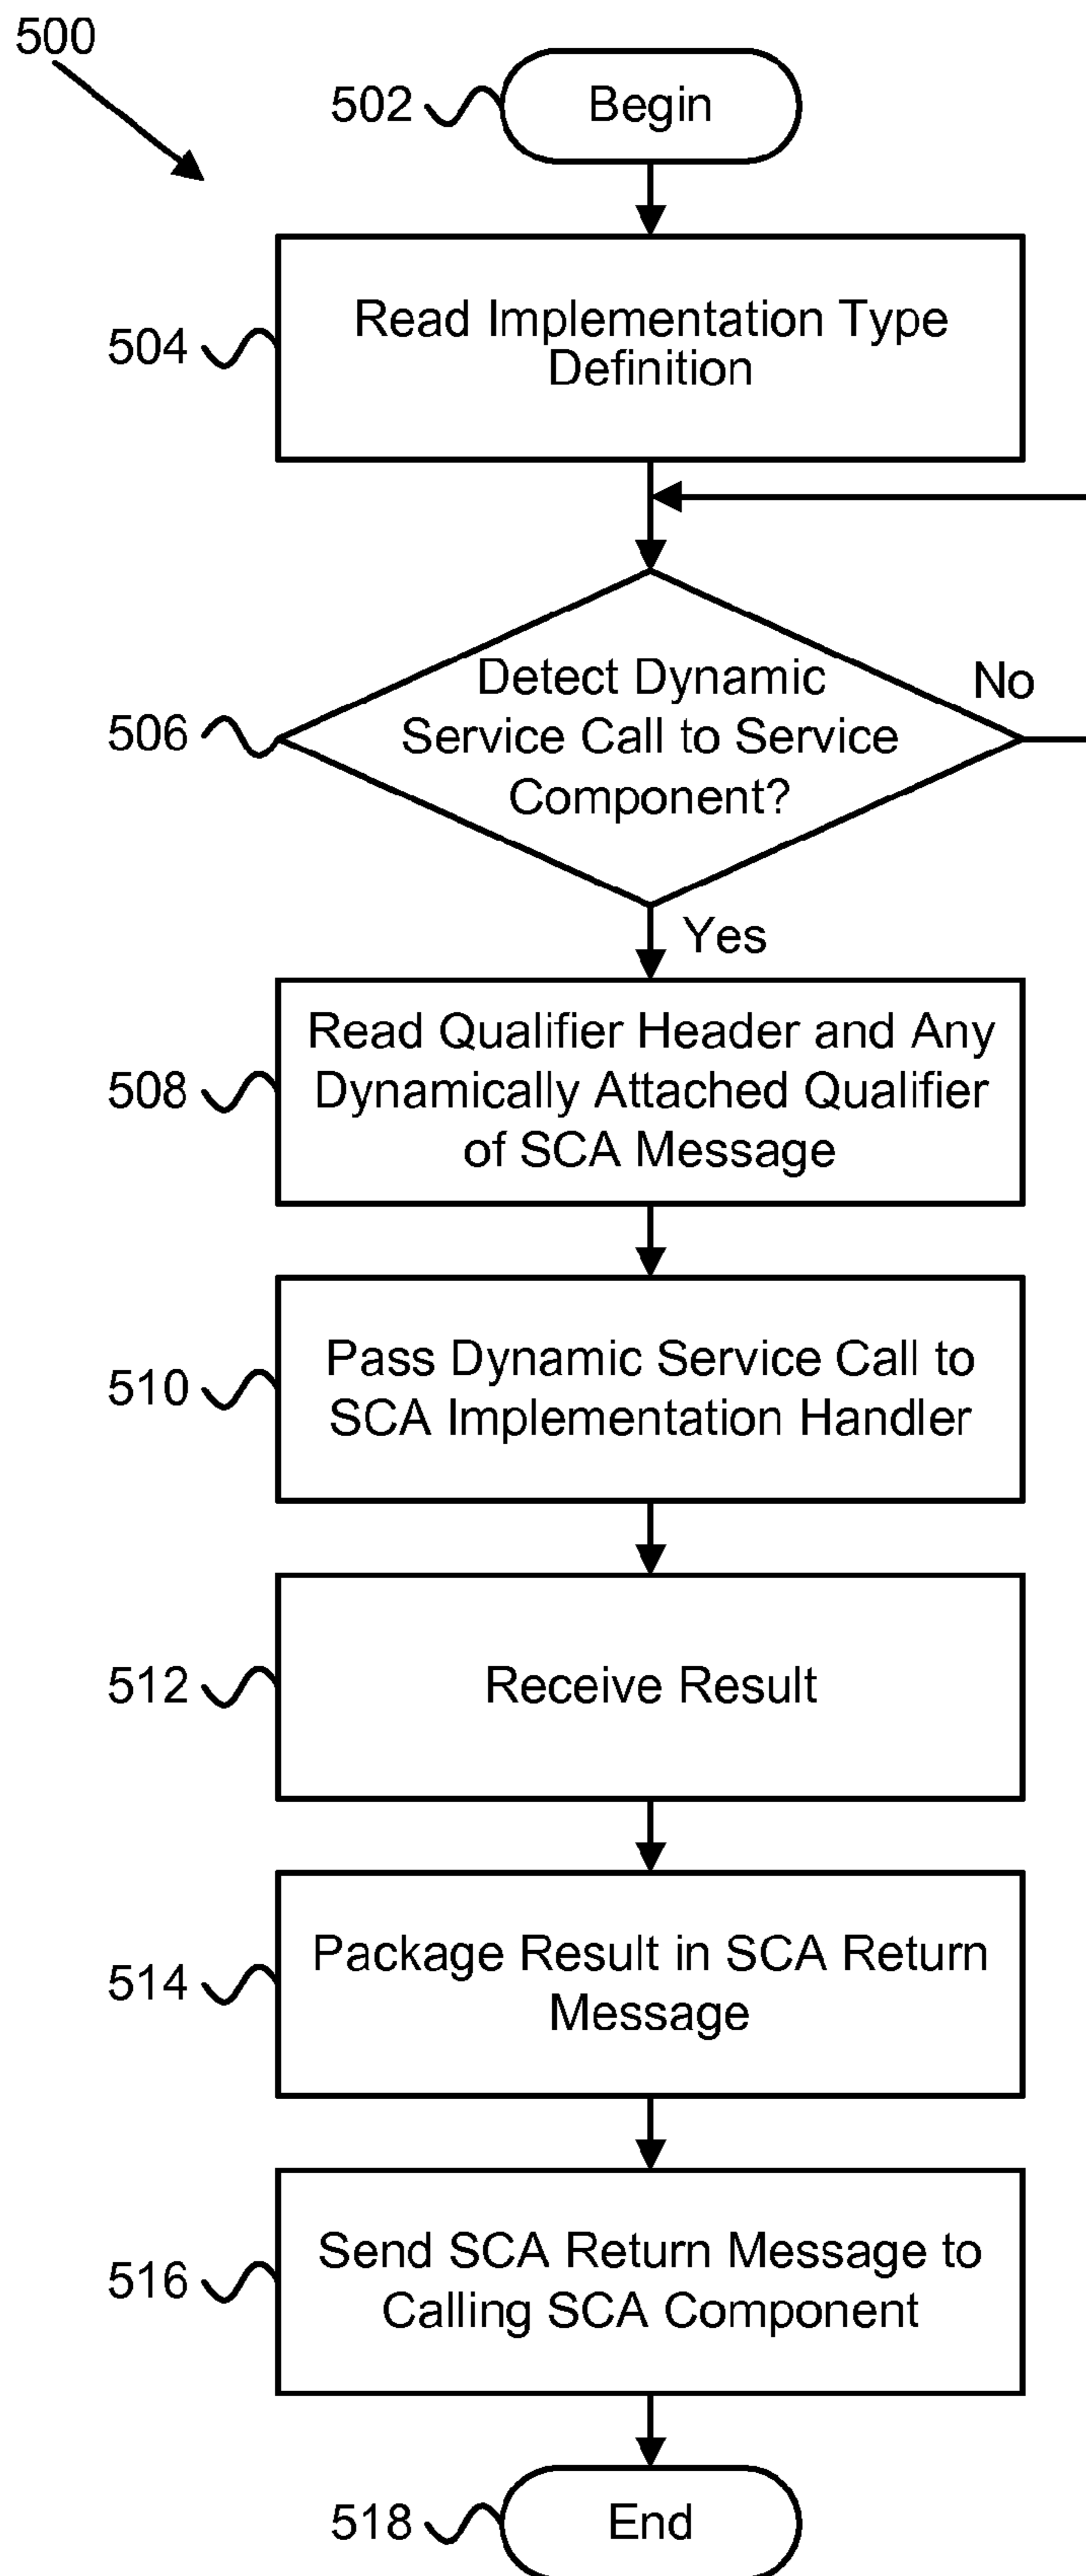 500
502
Begin
504
Read Implementation Type
Definition
506
Detect Dynamic
Service Call to Service
Component?
No
Yes
508
Read Qualifier Header and Any
Dynamically Attached Qualifier
of SCA Message
510
Pass Dynamic Service Call to
SCA Implementation Handler
512
Receive Result
514
Package Result in SCA Return
Message
516
Send SCA Return Message to
Calling SCA Component
518
End